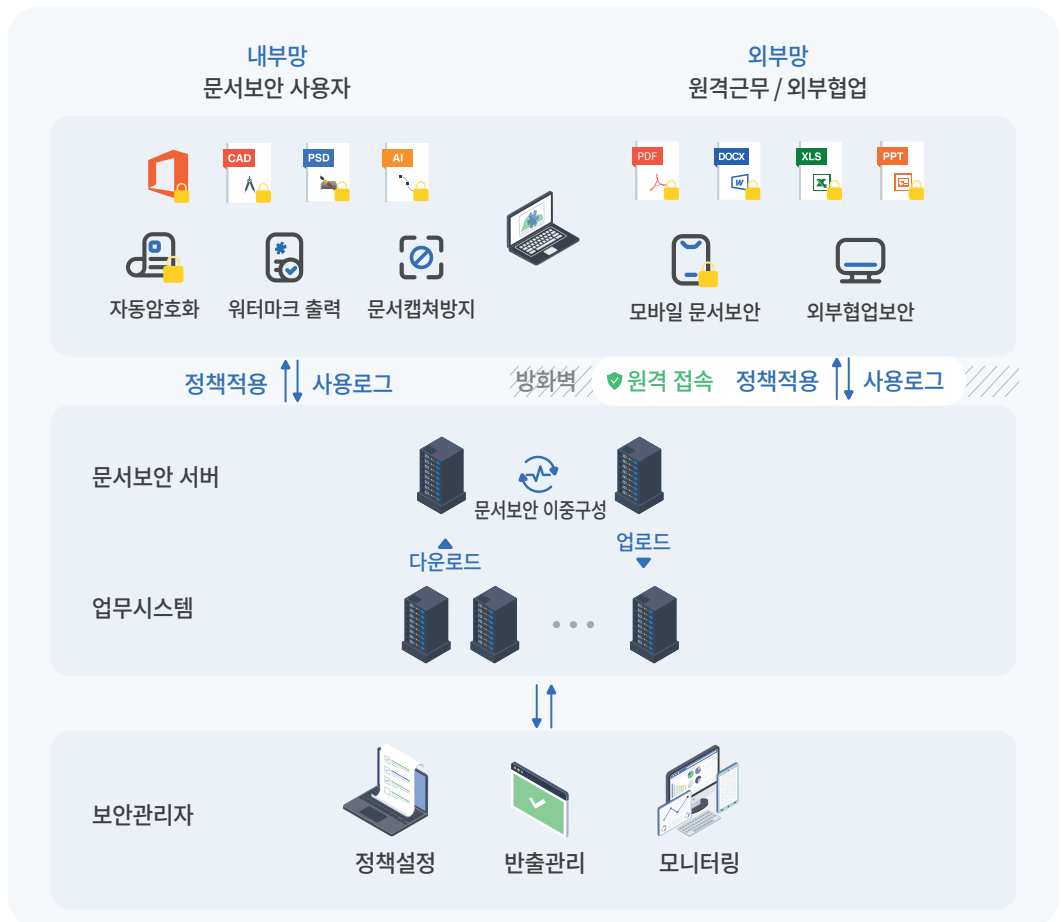 내부망
문서보안 사용자
외부망
원격근무 / 외부협업
CAD
PSD
AI
PDF
DOCX
W
XLS
X
PPT
자동암호화
워터마크 출력
문서캡쳐방지
모바일 문서보안
외부협업보안
정책적용
사용로그
방화벽
원격 접속
정책적용
사용로그
문서보안 서버
문서보안 이중구성
다운로드
업로드
업무시스템
보안관리자
정책설정
반출관리
모니터링